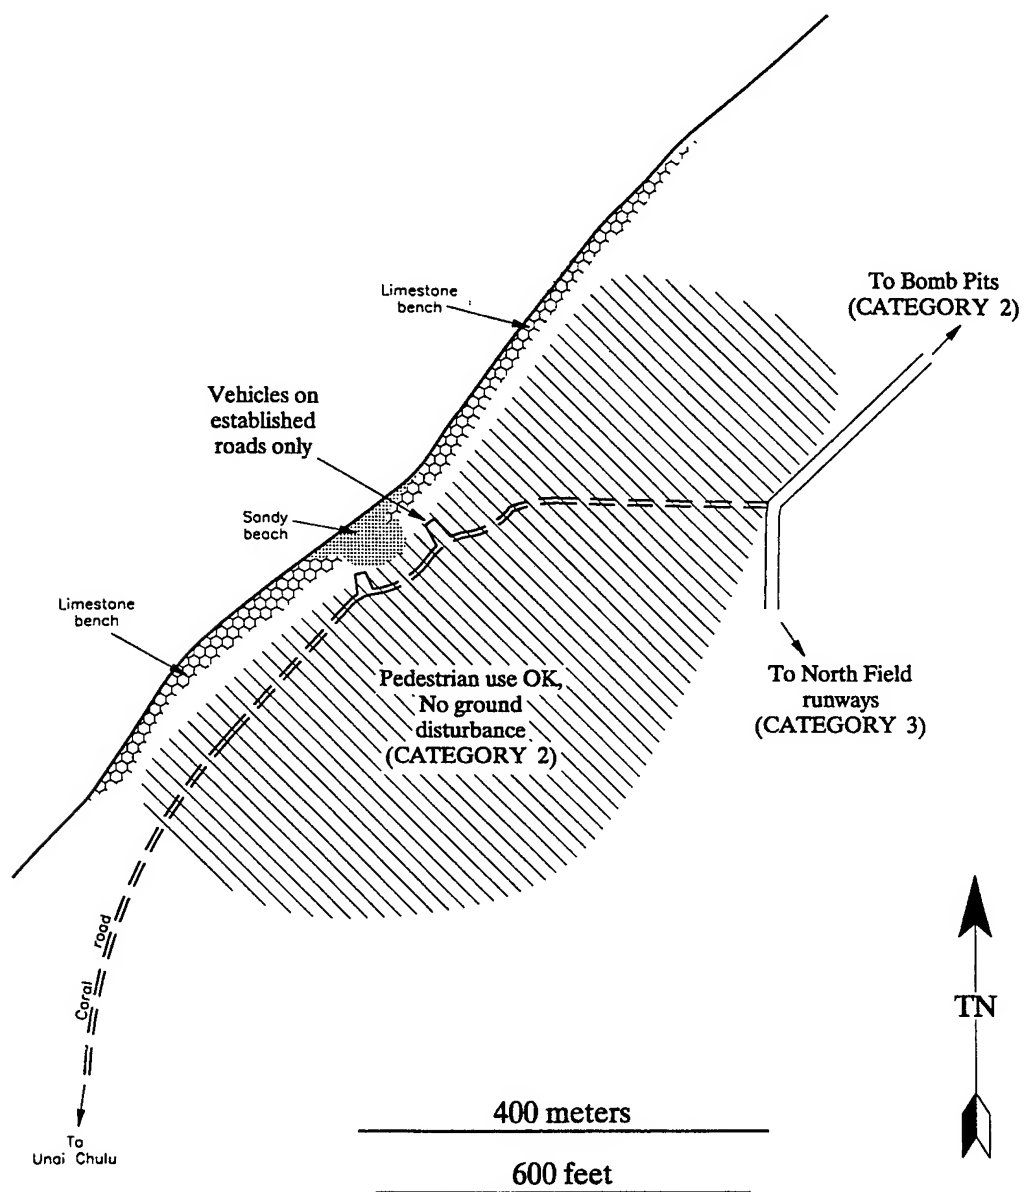 To Bomb Pits
(CATEGORY 2)
Limestone
bench
Vehicles on
established
roads only
Sandy
beach
Limestone
bench
Pedestrian use OK,
No ground
disturbance
(CATEGORY 2)
To North Field
runways
(CATEGORY 3)
Coral road
To
Unai Chulu
TN
400 meters
600 feet